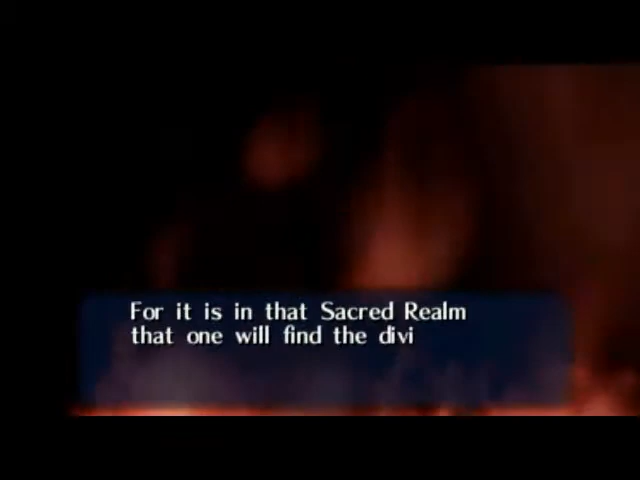 For it is in that Sacred Realm
that one will find the divi